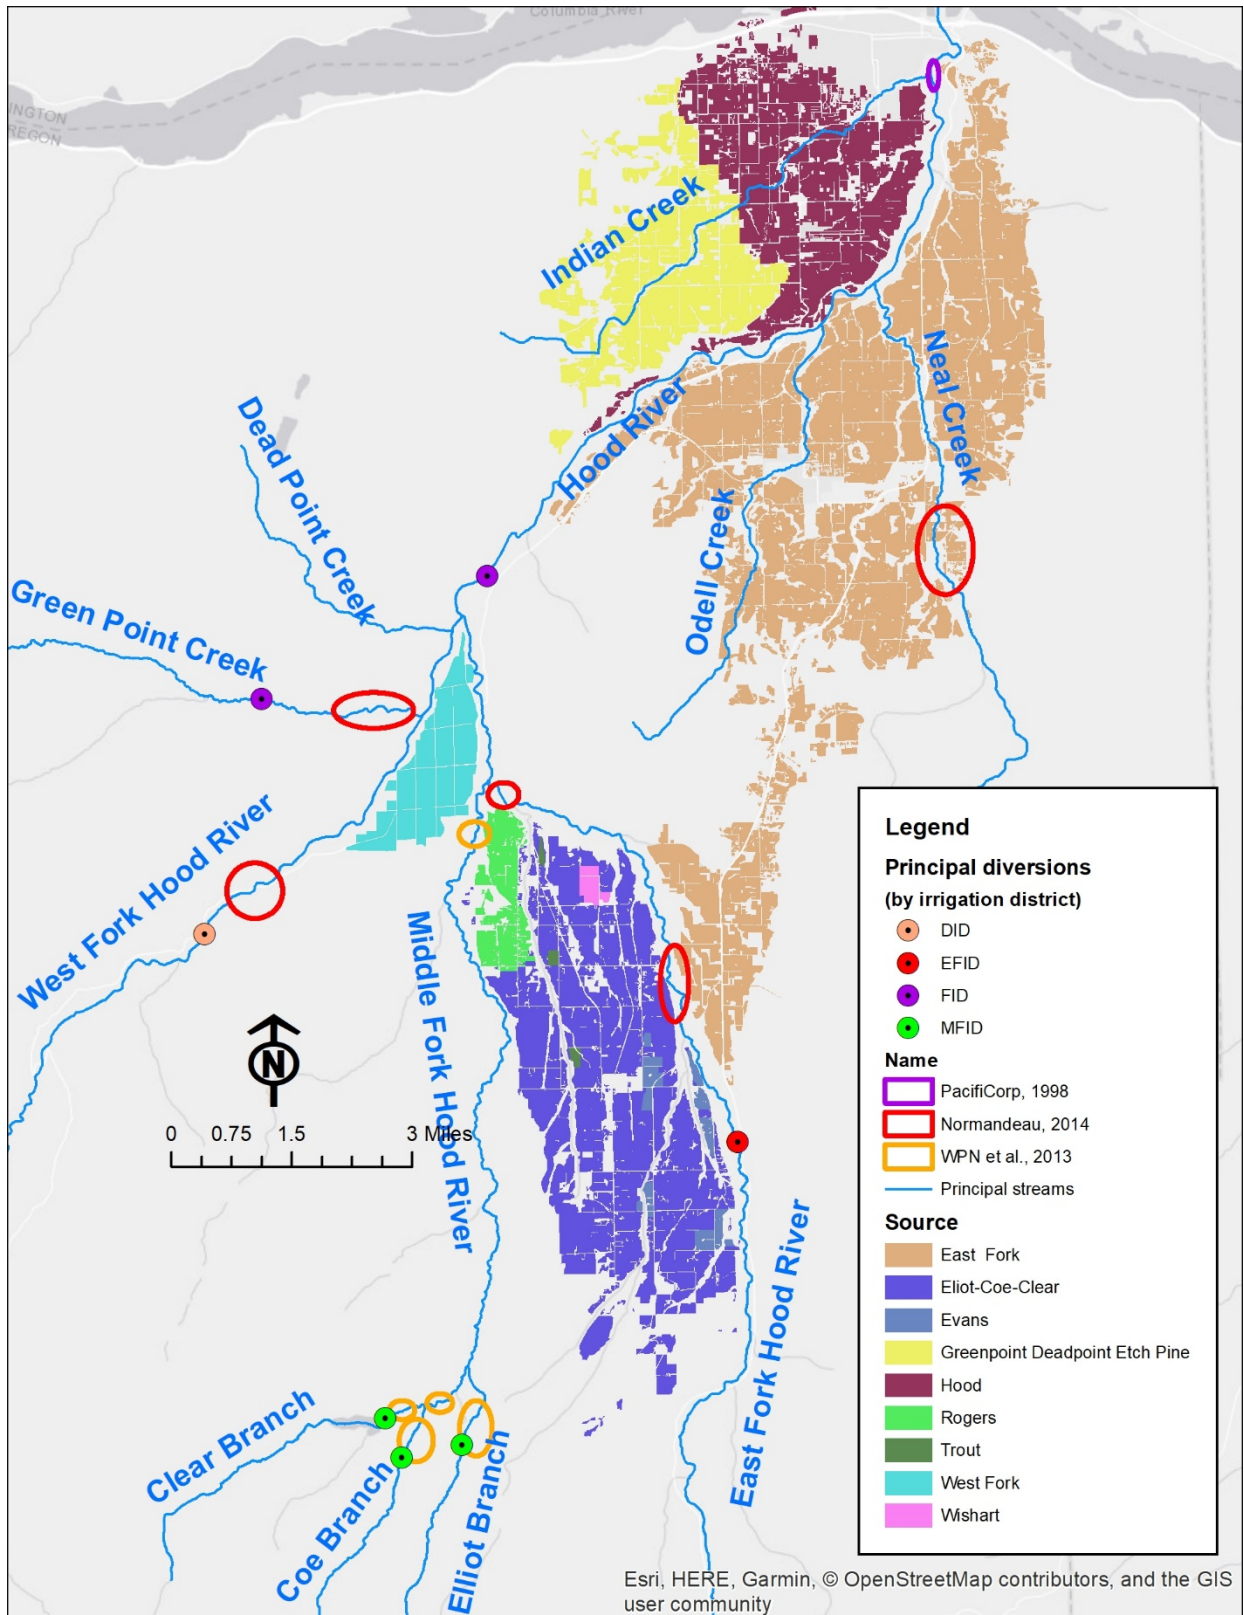 Columbia River
INGTON
REGON
Indian Creek
Neal Creek
Hood River
Dead Point Creek
Odell Creek
Green Point Creek
West Fork Hood River
Middle Fork Hood River
N
0 0.75 1.5 3 Miles
East Fork Hood River
Clear Branch
Coe Branch
Elliot Branch
Legend
Principal diversions
(by irrigation district)
DID
EFID
FID
MFID
Name
PacifiCorp, 1998
Normandeau, 2014
WPN et al., 2013
Principal streams
Source
East Fork
Eliot-Coe-Clear
Evans
Greenpoint Deadpoint Etch Pine
Hood
Rogers
Trout
West Fork
Wishart
Esri, HERE, Garmin, © OpenStreetMap contributors, and the GIS
user community